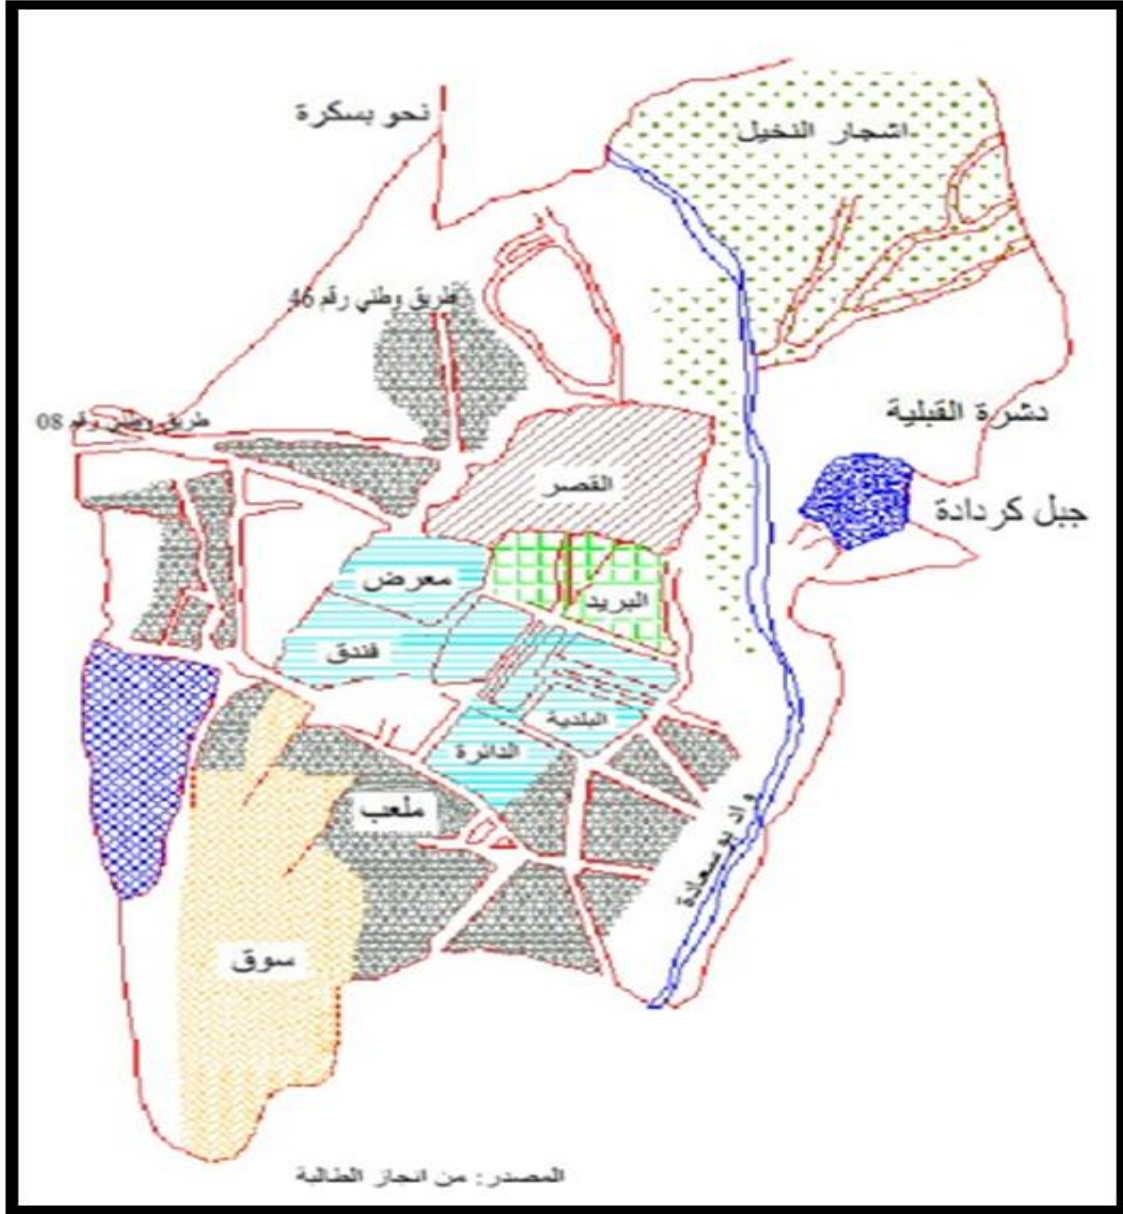 نحو بسكرة
اشجار النخيل
طريق وطني رقم 46
دشرة القبلية
طريق وطني رقم 08
القصر
جبل كردادة
معرض
البريد
فندق
البلدية
الدائرة
ملعب
واد بوسعادة
سوق
المصدر: من انجاز الطالبة